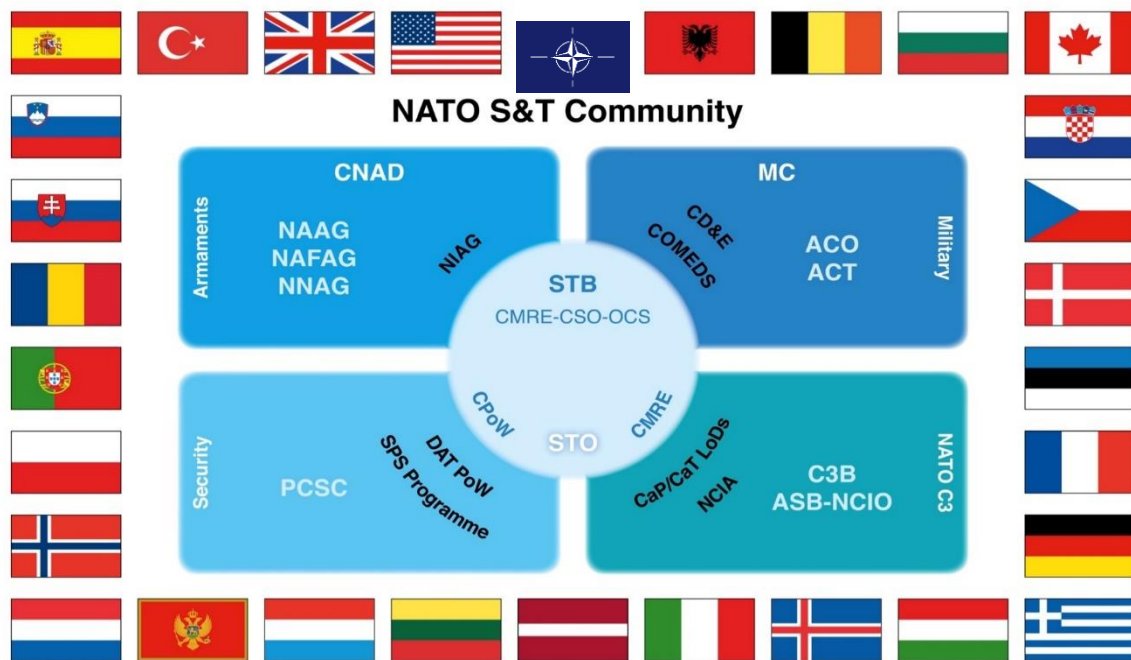 NATO S&T Community
CNAD
Armaments
NAAG
NAFAG
NNAG
NIAG
MC
CD&E
COMEDS
ACO
ACT
Military
STB
CMRE-CSO-OCS
CPoW
STO
CMRE
Security
PCSC
DAT PoW
SPS Programme
CaP/CaT LoDs
NCIA
C3B
ASB-NCIO
NATO C3